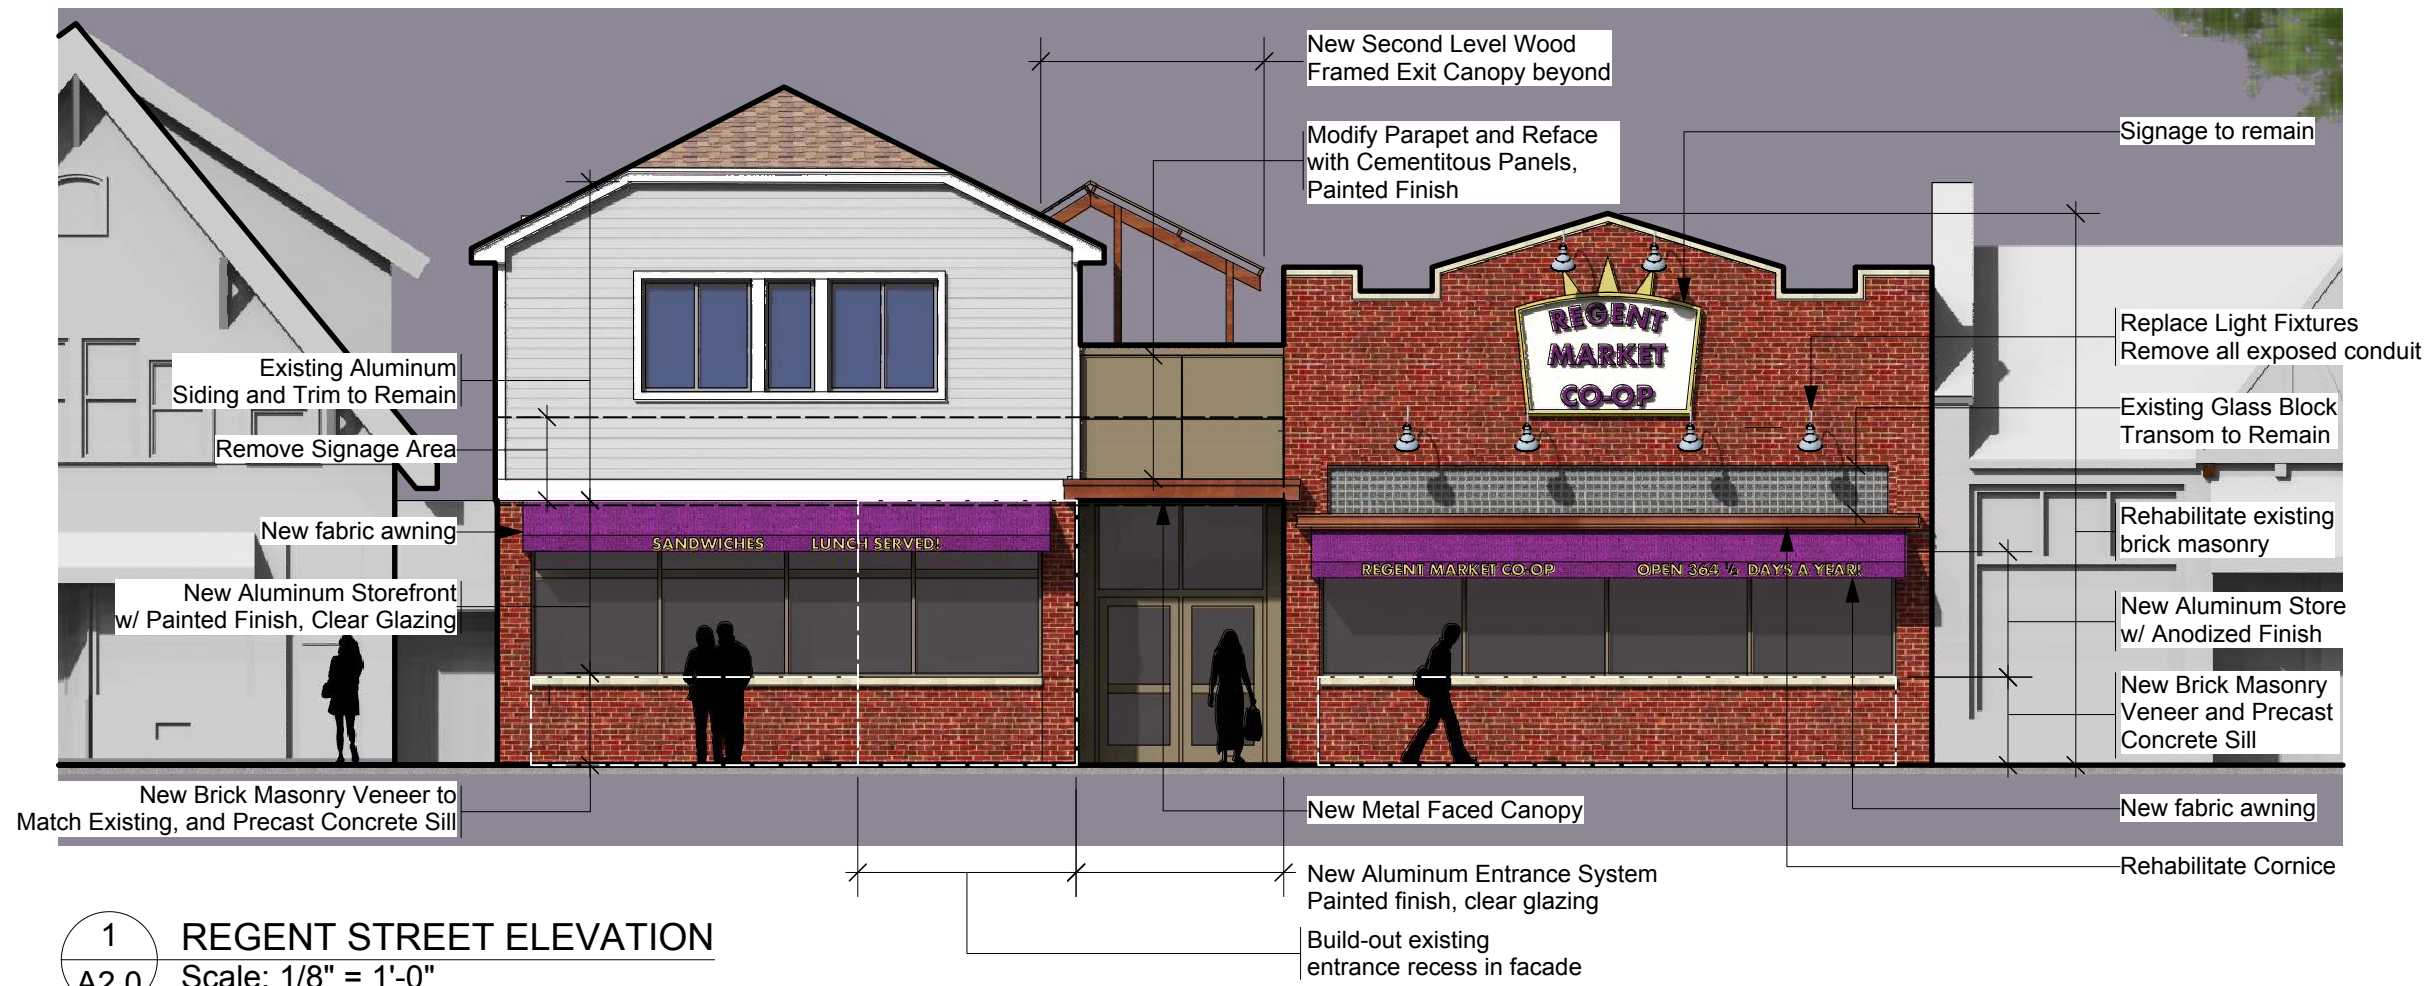 New Second Level Wood
Framed Exit Canopy beyond
Modify Parapet and Reface
with Cementitous Panels,
Painted Finish
Signage to remain
REGENT
MARKET
CO-OP
Replace Light Fixtures
Remove all exposed conduit
Existing Aluminum
Siding and Trim to Remain
Existing Glass Block
Transom to Remain
Remove Signage Area
New fabric awning
SANDWICHES LUNCH SERVED!
Rehabilitate existing
brick masonry
REGENT MARKET CO-OP OPEN 364 ¼ DAYS A YEAR!
New Aluminum Storefront
w/ Painted Finish, Clear Glazing
New Aluminum Store
w/ Anodized Finish
New Brick Masonry
Veneer and Precast
Concrete Sill
New Brick Masonry Veneer to
Match Existing, and Precast Concrete Sill
New Metal Faced Canopy
New fabric awning
Rehabilitate Cornice
New Aluminum Entrance System
Painted finish, clear glazing
Build-out existing
entrance recess in facade
1
A2.0
REGENT STREET ELEVATION
Scale: 1/8" = 1'-0"